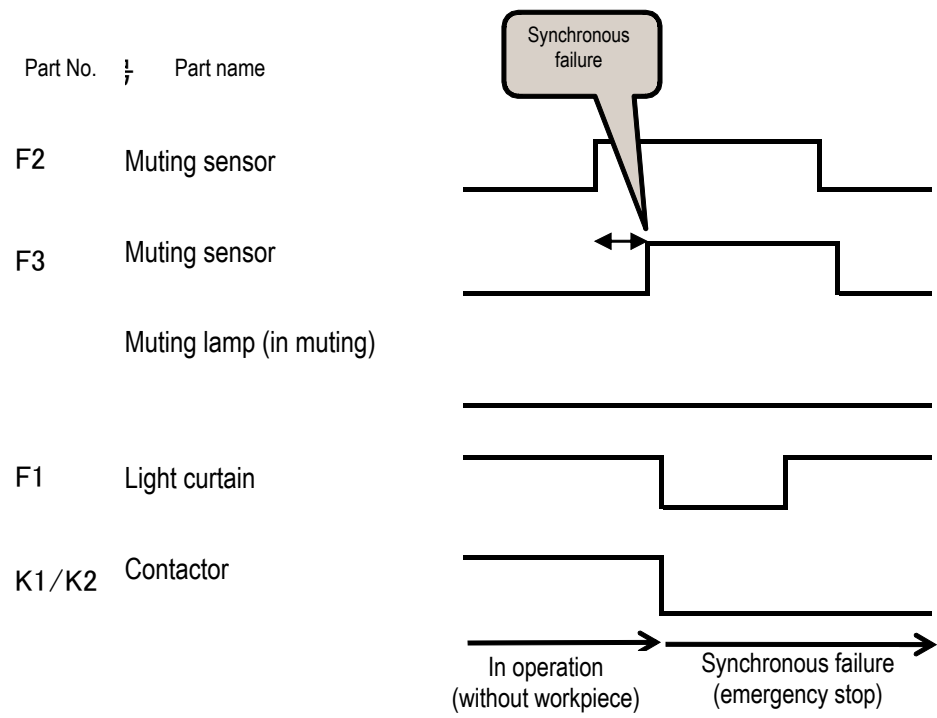 Synchronous
failure
Part No. Part name
F2 Muting sensor
F3 Muting sensor
Muting lamp (in muting)
F1 Light curtain
K1/K2 Contactor
In operation
(without workpiece)
Synchronous failure
(emergency stop)